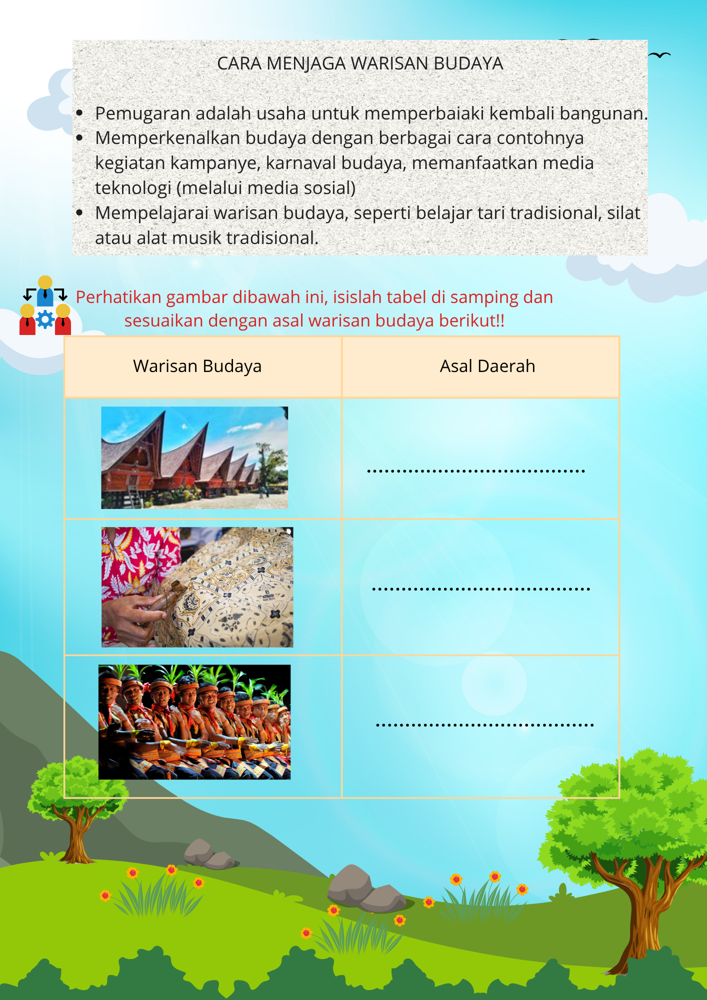 CARA MENJAGA WARISAN BUDAYA
• Pemugaran adalah usaha untuk memperbaiaki kembali bangunan.
• Memperkenalkan budaya dengan berbagai cara contohnya
kegiatan kampanye, karnaval budaya, memanfaatkan media
teknologi (melalui media sosial)
• Mempelajarai warisan budaya, seperti belajar tari tradisional, silat
atau alat musik tradisional.
Perhatikan gambar dibawah ini, isislah tabel di samping dan
sesuaikan dengan asal warisan budaya berikut!!
Warisan Budaya
Asal Daerah
.....................................
.....................................
.....................................